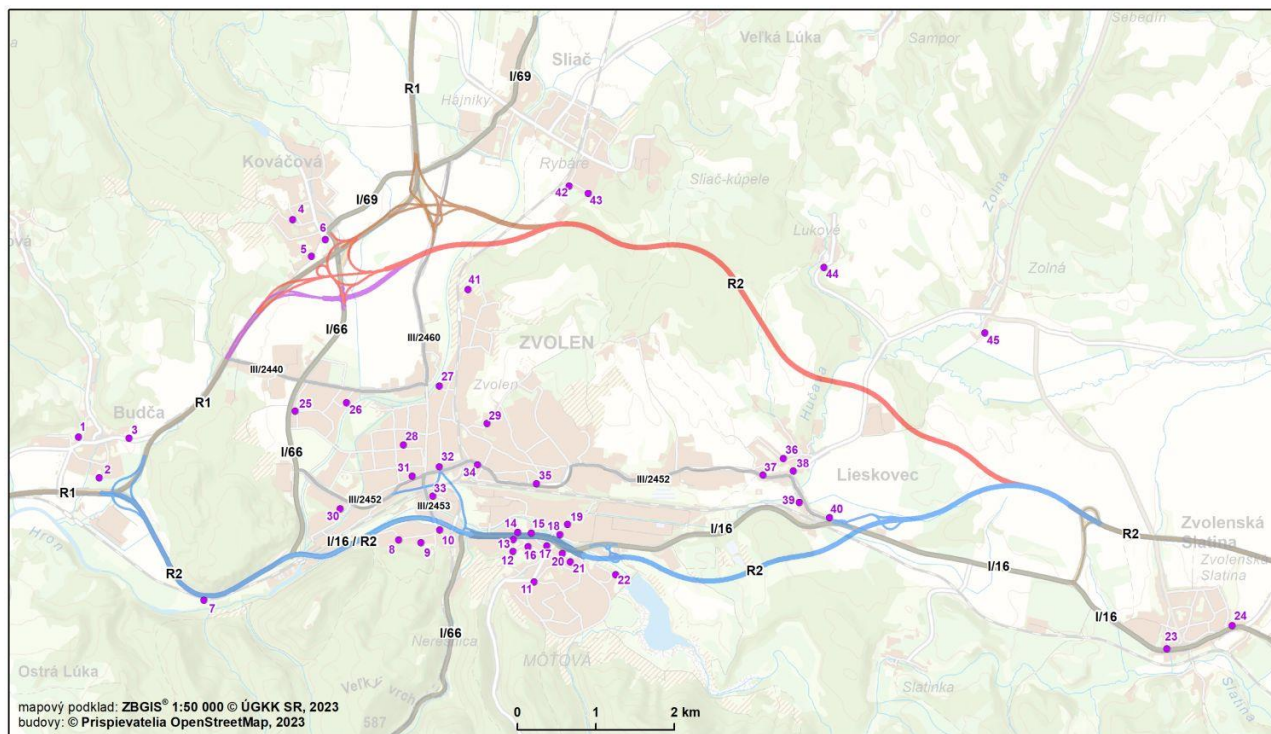 Sebedín
Veľká Lúka
Sampor
Sliač
I/69
R1
Hájniky
Kováčová
Rybáre
Sliač-kúpele
Zolná
42
43
I/69
4
6
5
Lukové
44
Zolná
R2
41
45
I/66
III/2460
ZVOLEN
III/2440
Zvolen
27
Hučava
R1
Budča
25
26
29
1
3
28
36
2
I/66
32
34
35
37
38
Lieskovec
31
III/2452
III/2452
R1
33
III/2453
39
40
30
14
15
18
19
I/16
I/16 / R2
R2
Zvolenská
Slatina
Hron
8
9
10
13
12
16
17
20
21
R2
I/16
Zvolenská
Slatina
R2
7
11
22
I/16
24
I/66
Neresnica
23
MÔŤOVÁ
Ostrá Lúka
Veľký vrch
Slatinka
Slatina
587
mapový podklad: ZBGIS® 1:50 000 © ÚGKK SR, 2023
budovy: © Prispievatelia OpenStreetMap, 2023
0 1 2 km